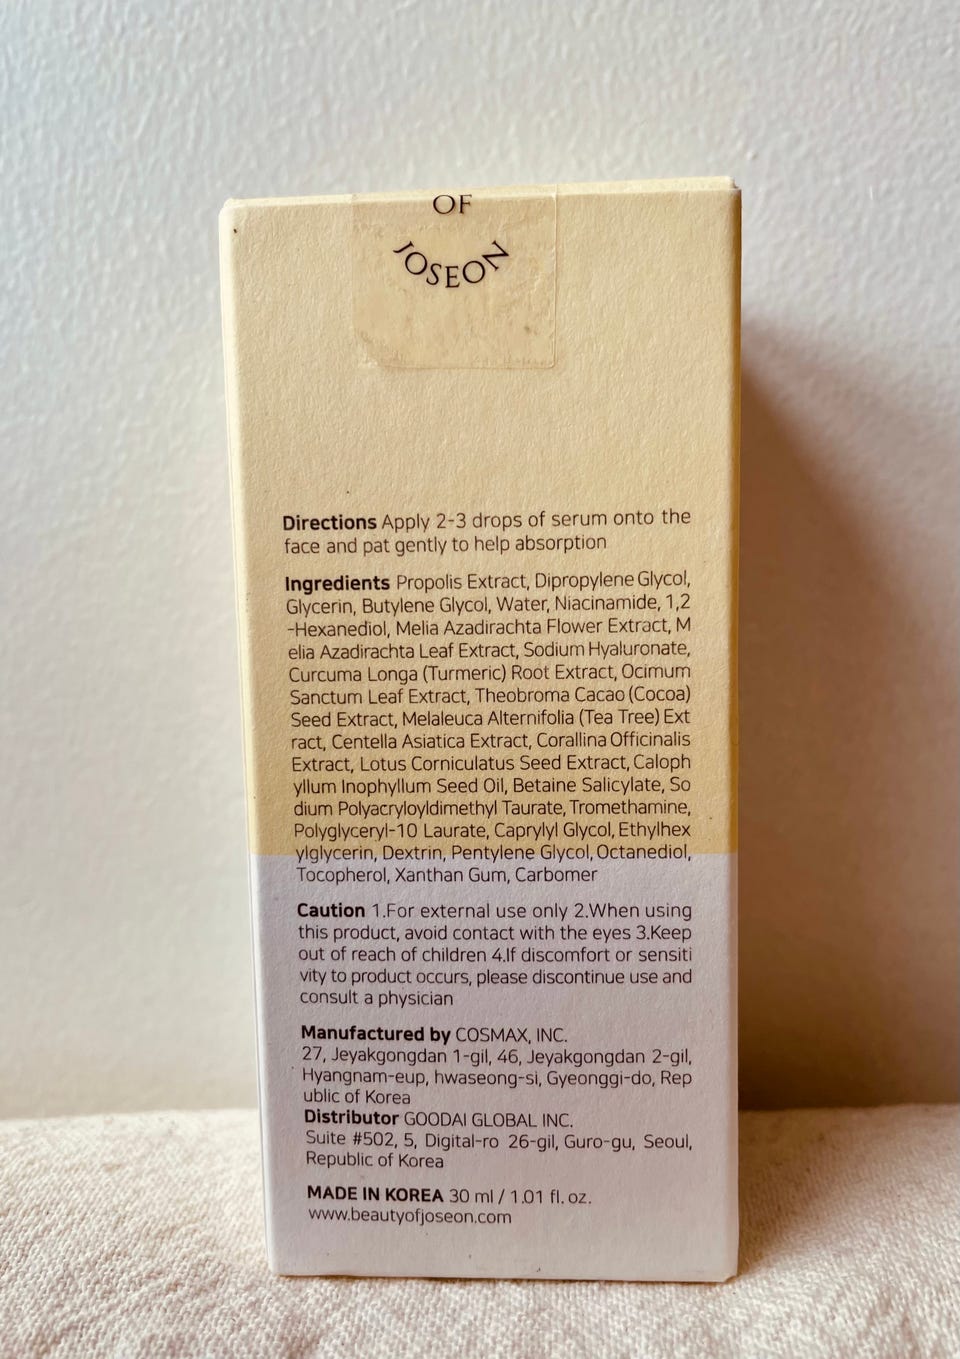 OF
JOSEON
Directions Apply 2-3 drops of serum onto the
face and pat gently to help absorption
Ingredients Propolis Extract, Dipropylene Glycol,
Glycerin, Butylene Glycol, Water, Niacinamide, 1,2
-Hexanediol, Melia Azadirachta Flower Extract, M
elia Azadirachta Leaf Extract, Sodium Hyaluronate,
Curcuma Longa (Turmeric) Root Extract, Ocimum
Sanctum Leaf Extract, Theobroma Cacao (Cocoa)
Seed Extract, Melaleuca Alternifolia (Tea Tree) Ext
ract, Centella Asiatica Extract, Corallina Officinalis
Extract, Lotus Corniculatus Seed Extract, Caloph
yllum Inophyllum Seed Oil, Betaine Salicylate, So
dium Polyacryloyldimethyl Taurate, Tromethamine,
Polyglyceryl-10 Laurate, Caprylyl Glycol, Ethylhex
ylglycerin, Dextrin, Pentylene Glycol, Octanediol,
Tocopherol, Xanthan Gum, Carbomer
Caution 1.For external use only 2.When using
this product, avoid contact with the eyes 3.Keep
out of reach of children 4.If discomfort or sensiti
vity to product occurs, please discontinue use and
consult a physician
Manufactured by COSMAX, INC.
27, Jeyakgongdan 1-gil, 46, Jeyakgongdan 2-gil,
Hyangnam-eup, hwaseong-si, Gyeonggi-do, Rep
ublic of Korea
Distributor GOODAI GLOBAL INC.
Suite #502, 5, Digital-ro 26-gil, Guro-gu, Seoul,
Republic of Korea
MADE IN KOREA 30 ml / 1.01 fl. oz.
www.beautyofjoseon.com